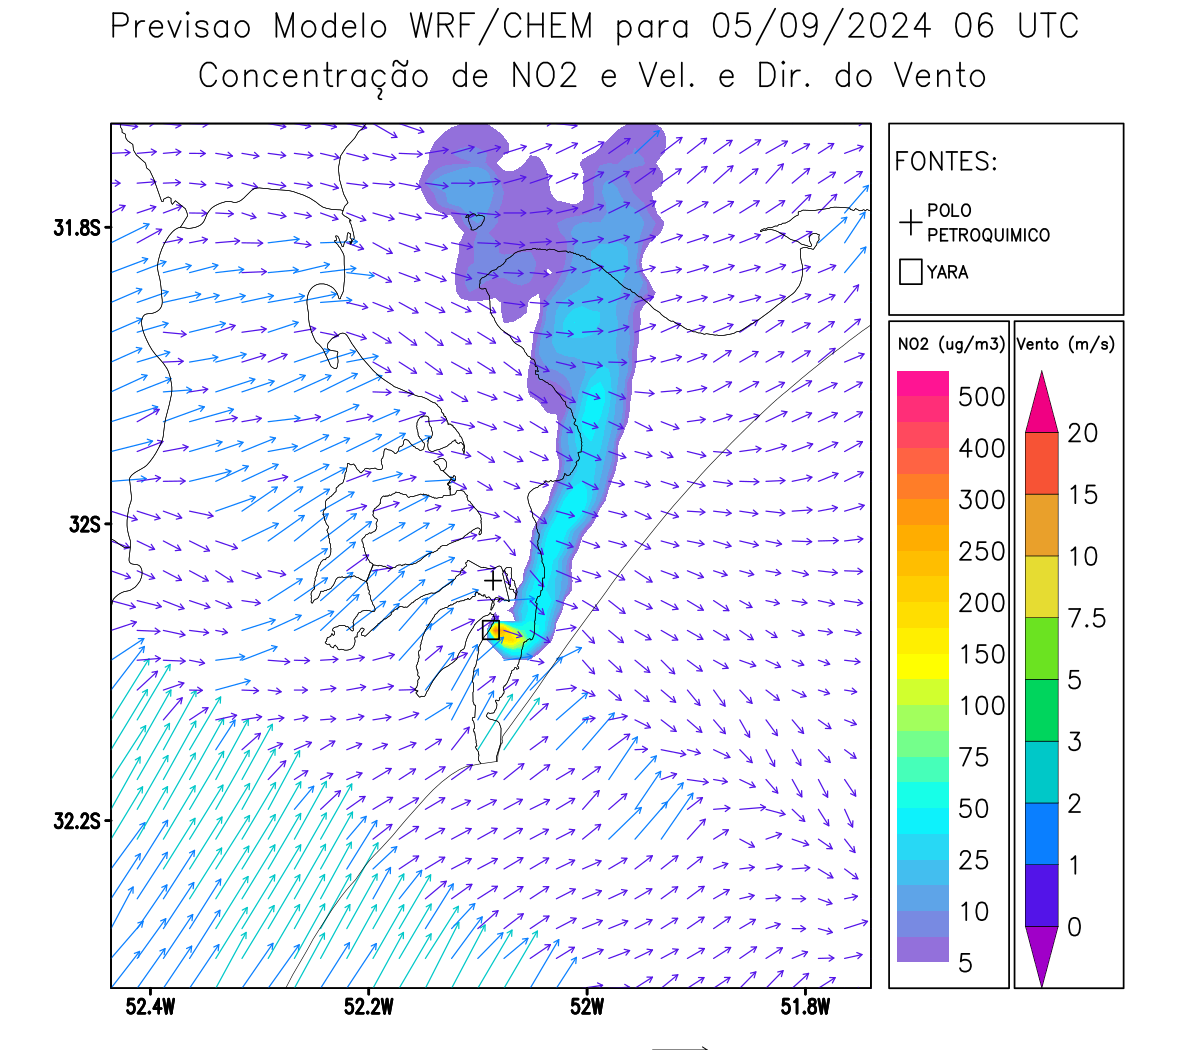 Previsao Modelo WRF/CHEM para 05/09/2024 06 UTC
Concentração de NO2 e Vel. e Dir. do Vento
FONTES:
POLO
PETROQUIMICO
YARA
NO2 (ug/m3)
500
400
300
250
200
150
100
75
50
25
10
5
Vento (m/s)
20
15
10
7.5
5
3
2
1
0
31.8S
32S
32.2S
52.4W
52.2W
52W
51.8W